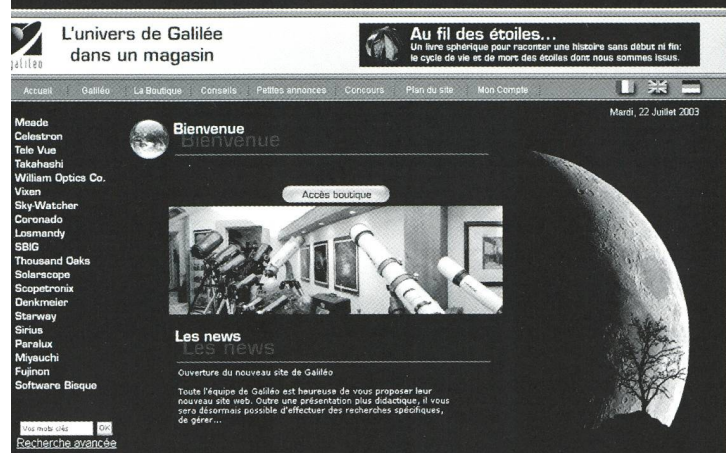 galileo
L'univers de Galilée
dans un magasin
Au fil des étoiles...
Un livre sphérique pour raconter une histoire sans début ni fin:
le cycle de vie et de mort des étoiles dont nous sommes issus.
Accueil Galiléo La Boutique Conseils Petites annonces Concours Plan du site Mon Compte
Mardi, 22 Juillet 2003
Meade
Celestron
Tele Vue
Takahashi
William Optics Co.
Vixen
Sky-Watcher
Coronado
Losmandy
SBIG
Thousand Oaks
Solarscope
Scopetronix
Denkmeier
Starway
Sirius
Paralux
Miyauchi
Fujinon
Software Bisque
Vos mots clés OK
Recherche avancée
Bienvenue
Bienvenue
Accès boutique
Les news
Les news
Ouverture du nouveau site de Galiléo
Toute l'équipe de Galiléo est heureuse de vous proposer leur
nouveau site web. Outre une présentation plus didactique, il vous
sera désormais possible d'effectuer des recherches spécifiques,
de gérer...